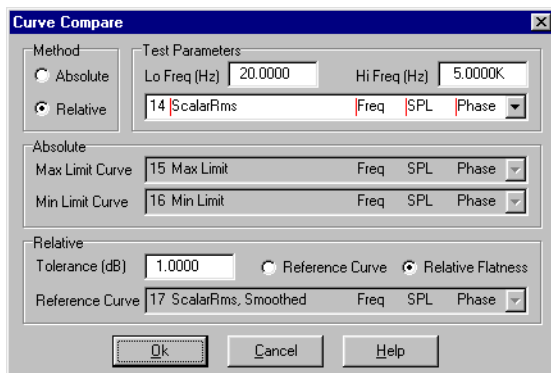 Curve Compare
Method
Absolute
Relative
Test Parameters
Lo Freq (Hz) 20.0000 Hi Freq (Hz) 5.0000K
14 ScalarRms Freq SPL Phase
Absolute
Max Limit Curve 15 Max Limit Freq SPL Phase
Min Limit Curve 16 Min Limit Freq SPL Phase
Relative
Tolerance (dB) 1.0000 Reference Curve Relative Flatness
Reference Curve 17 ScalarRms, Smoothed Freq SPL Phase
Ok Cancel Help